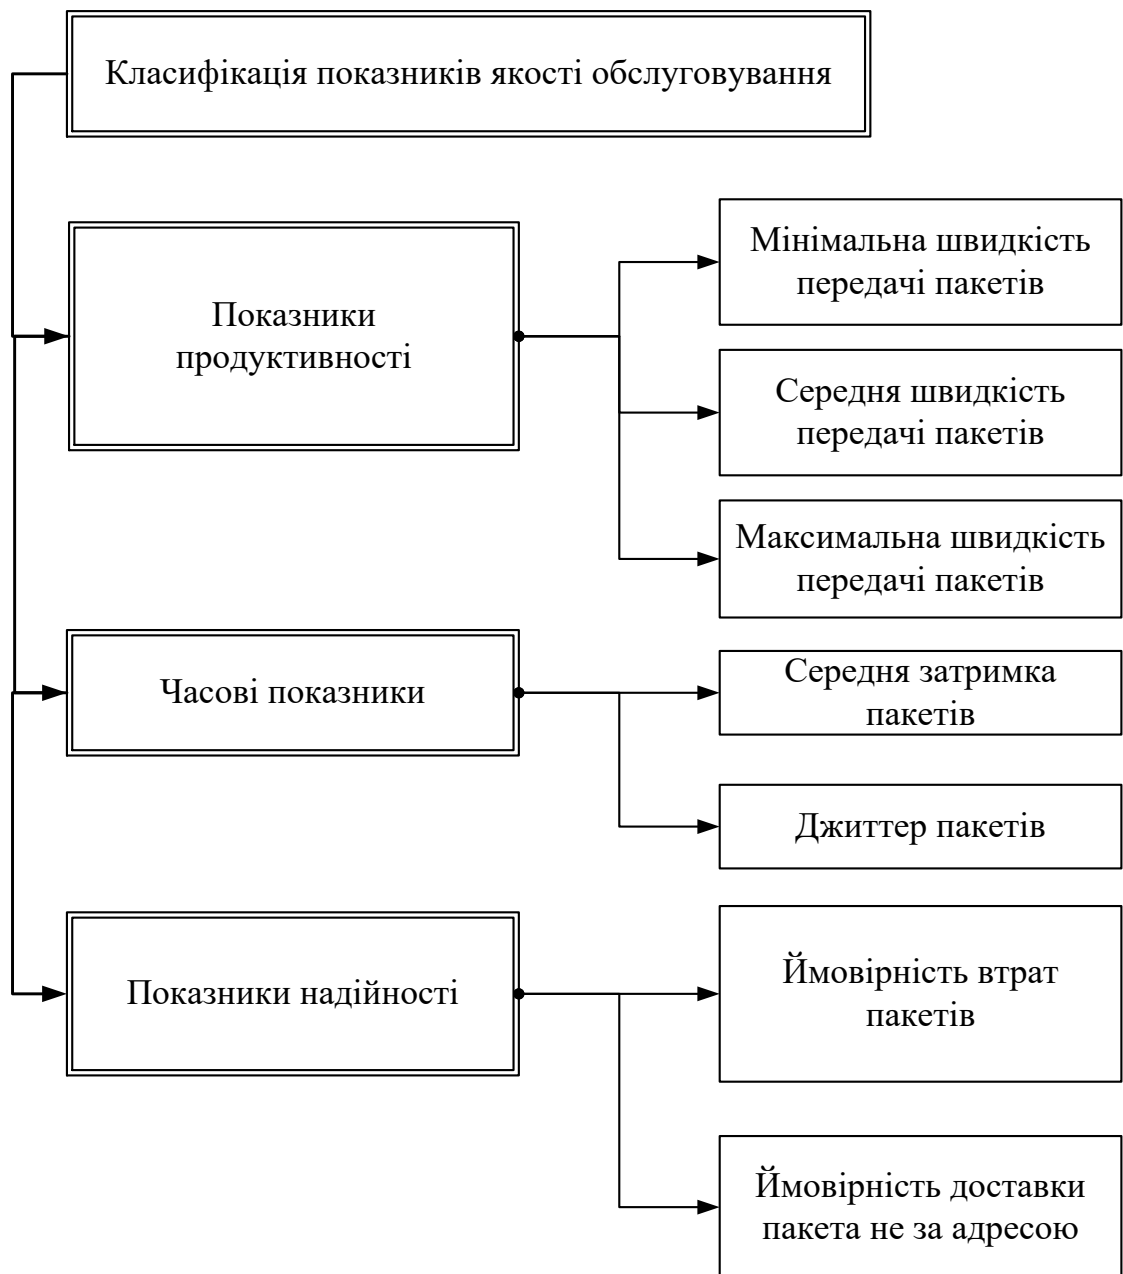 Класифікація показників якості обслуговування
Показники
продуктивності
Мінімальна швидкість
передачі пакетів
Середня швидкість
передачі пакетів
Максимальна швидкість
передачі пакетів
Часові показники
Середня затримка
пакетів
Джиттер пакетів
Показники надійності
Ймовірність втрат
пакетів
Ймовірність доставки
пакета не за адресою